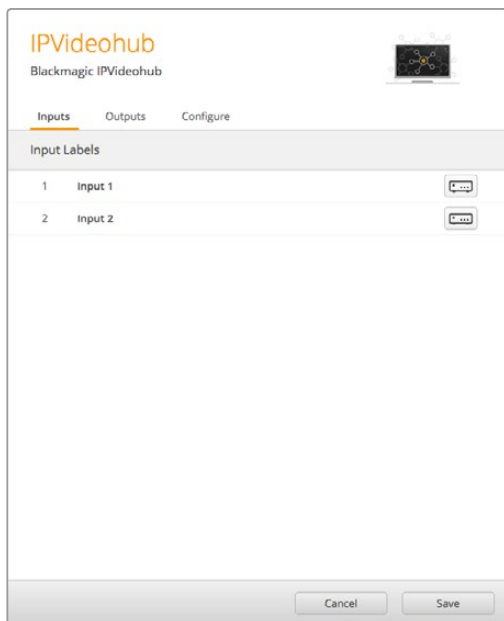 IPVideohub
Blackmagic IPVideohub
Inputs Outputs Configure
Input Labels
1 Input 1
2 Input 2
Cancel Save